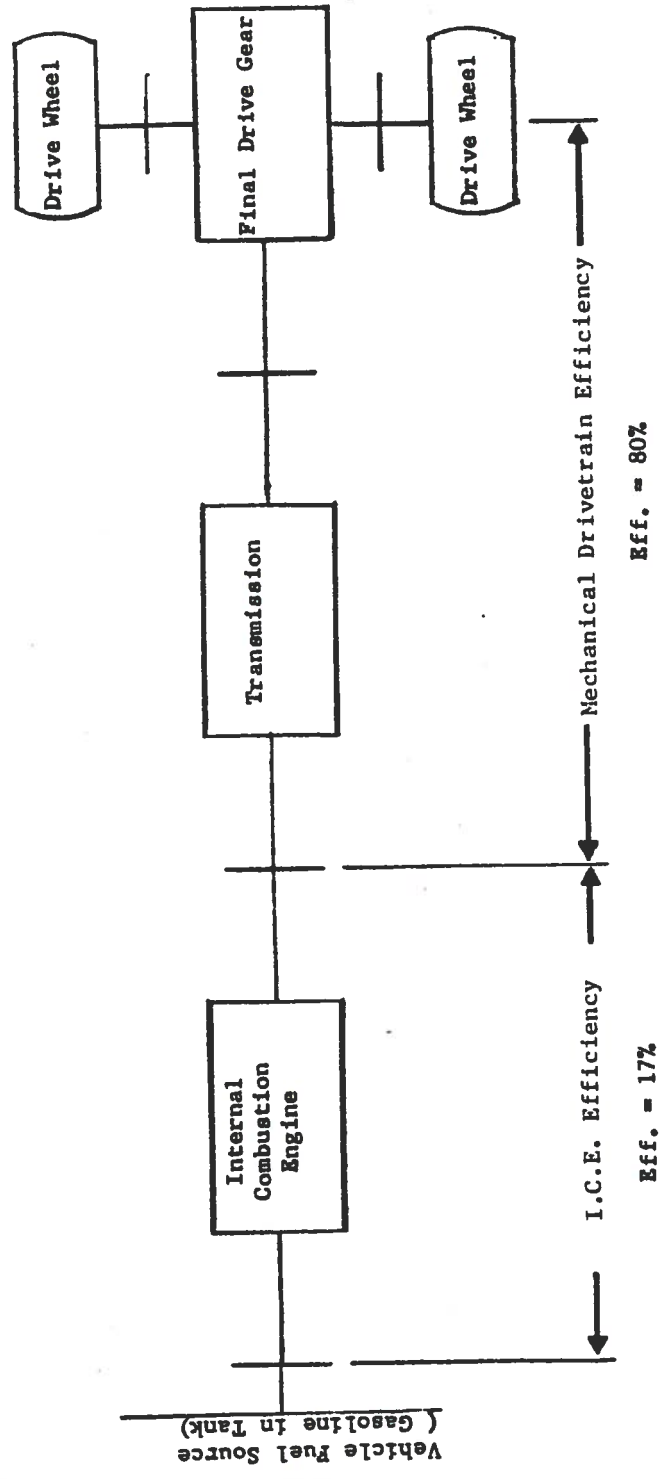 Vehicle Fuel Source
( Gasoline in Tank)
Internal
Combustion
Engine
Transmission
Final Drive Gear
Drive Wheel
Drive Wheel
I.C.E. Efficiency
Eff. = 17%
Mechanical Drivetrain Efficiency
Eff. = 80%